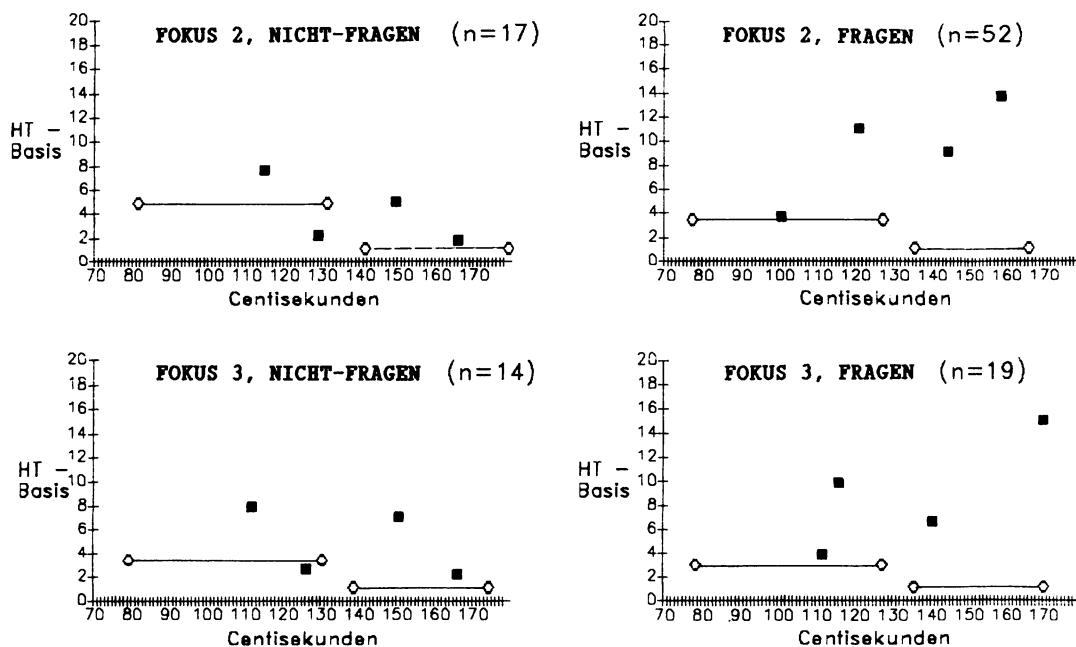 FOKUS 2, NICHT-FRAGEN (n=17)
20
18
16
14
12
10
8
6
4
2
0
HT –
Basis
70 80 90 100 110 120 130 140 150 160 170
Centisekunden
FOKUS 2, FRAGEN (n=52)
20
18
16
14
12
10
8
6
4
2
0
HT –
Basis
70 80 90 100 110 120 130 140 150 160 170
Centisekunden
FOKUS 3, NICHT-FRAGEN (n=14)
20
18
16
14
12
10
8
6
4
2
0
HT –
Basis
70 80 90 100 110 120 130 140 150 160 170
Centisekunden
FOKUS 3, FRAGEN (n=19)
20
18
16
14
12
10
8
6
4
2
0
HT –
Basis
70 80 90 100 110 120 130 140 150 160 170
Centisekunden